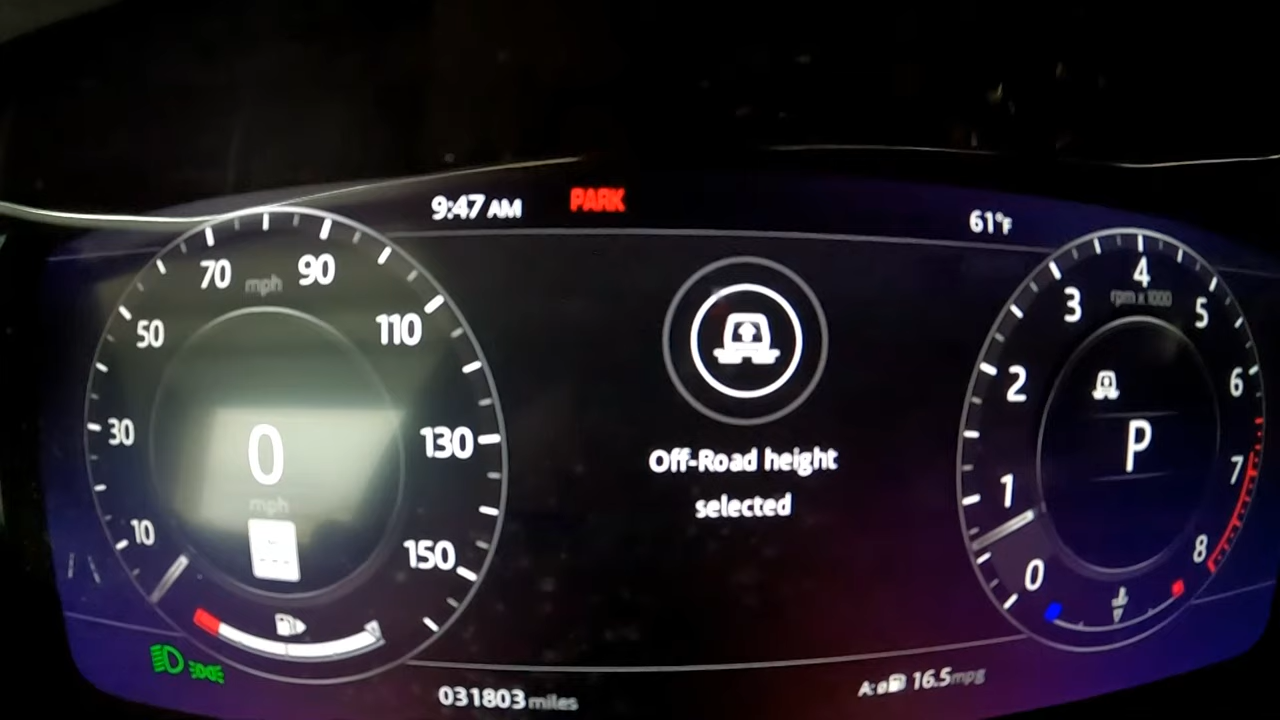 9:47 AM
PARK
61°F
70
mph
90
50
110
30
130
0
mph
10
150
Off-Road height
selected
4
rpm x 1000
3
5
2
6
P
7
1
8
0
031803 miles
A: ø 16.5mpg